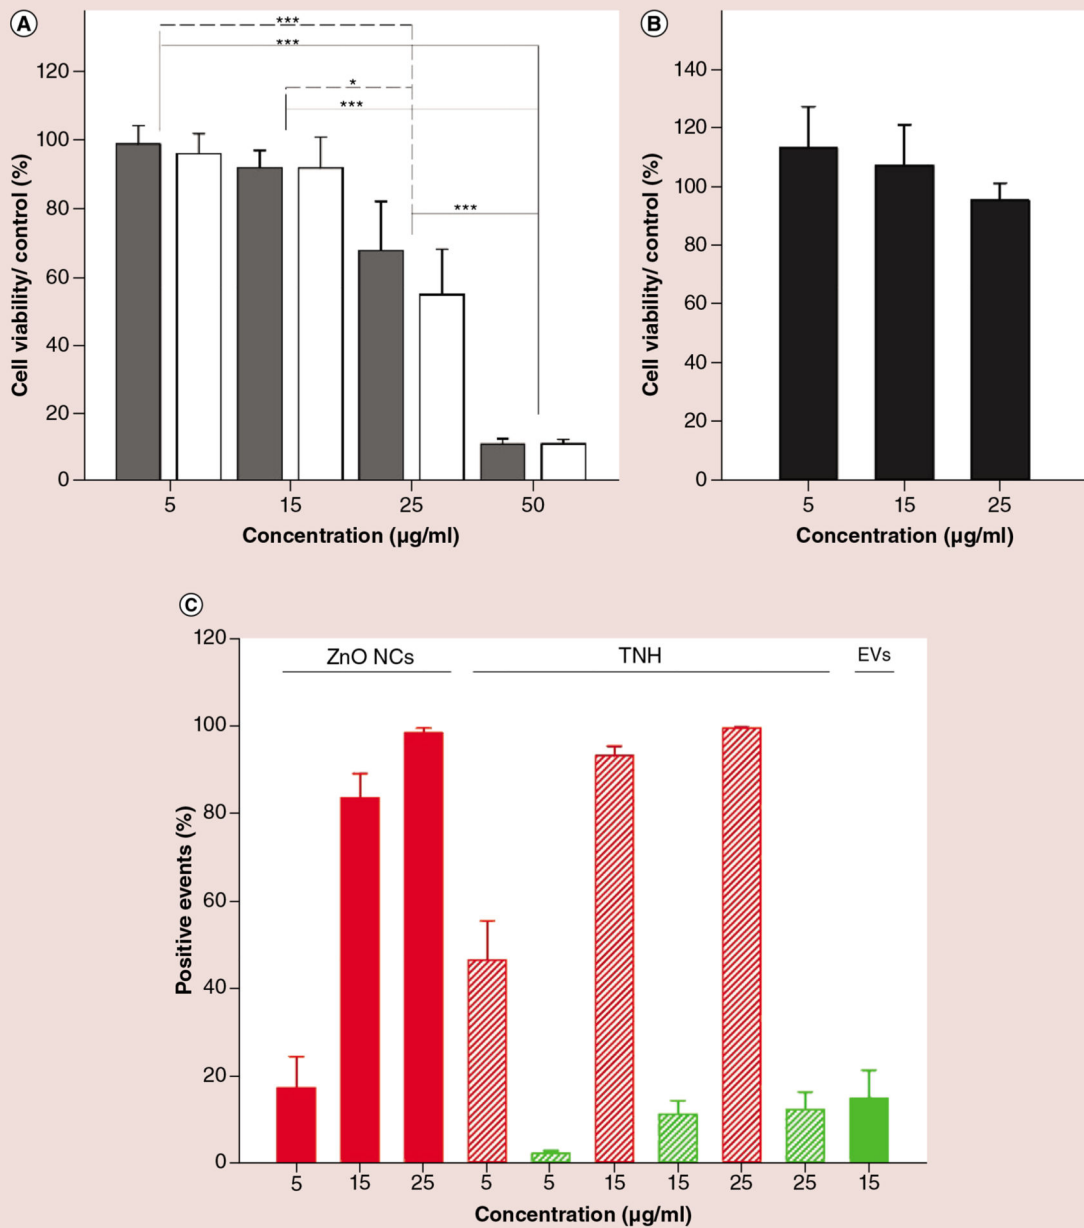 A
***
***
*
***
***
120
100
80
60
40
20
0
Cell viability/ control (%)
5 15 25 50
Concentration (µg/ml)
B
140
120
100
80
60
40
20
0
Cell viability/ control (%)
5 15 25
Concentration (µg/ml)
C
ZnO NCs TNH EVs
120
100
80
60
40
20
0
Positive events (%)
5 15 25 5 5 15 15 25 25 15
Concentration (µg/ml)